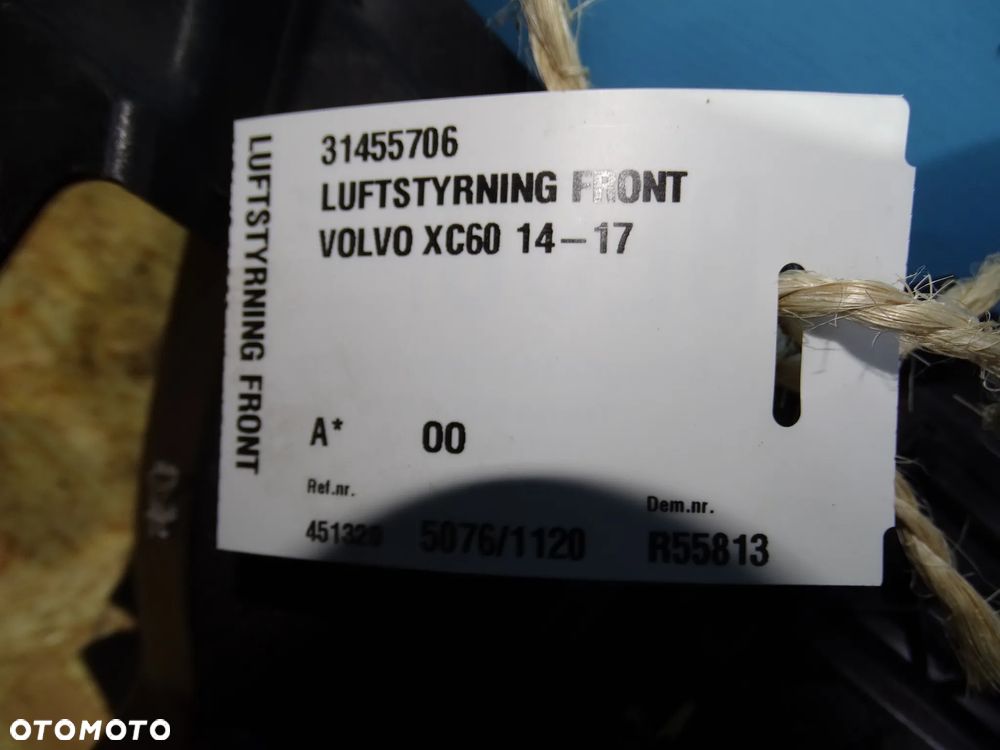 31455706
LUFTSTYRNING FRONT
VOLVO XC60 14-17
LUFTSTYRNING FRONT
A* 00
Ref.nr.
Dem.nr.
451320 5076/1120 R55813
OTOMOTO